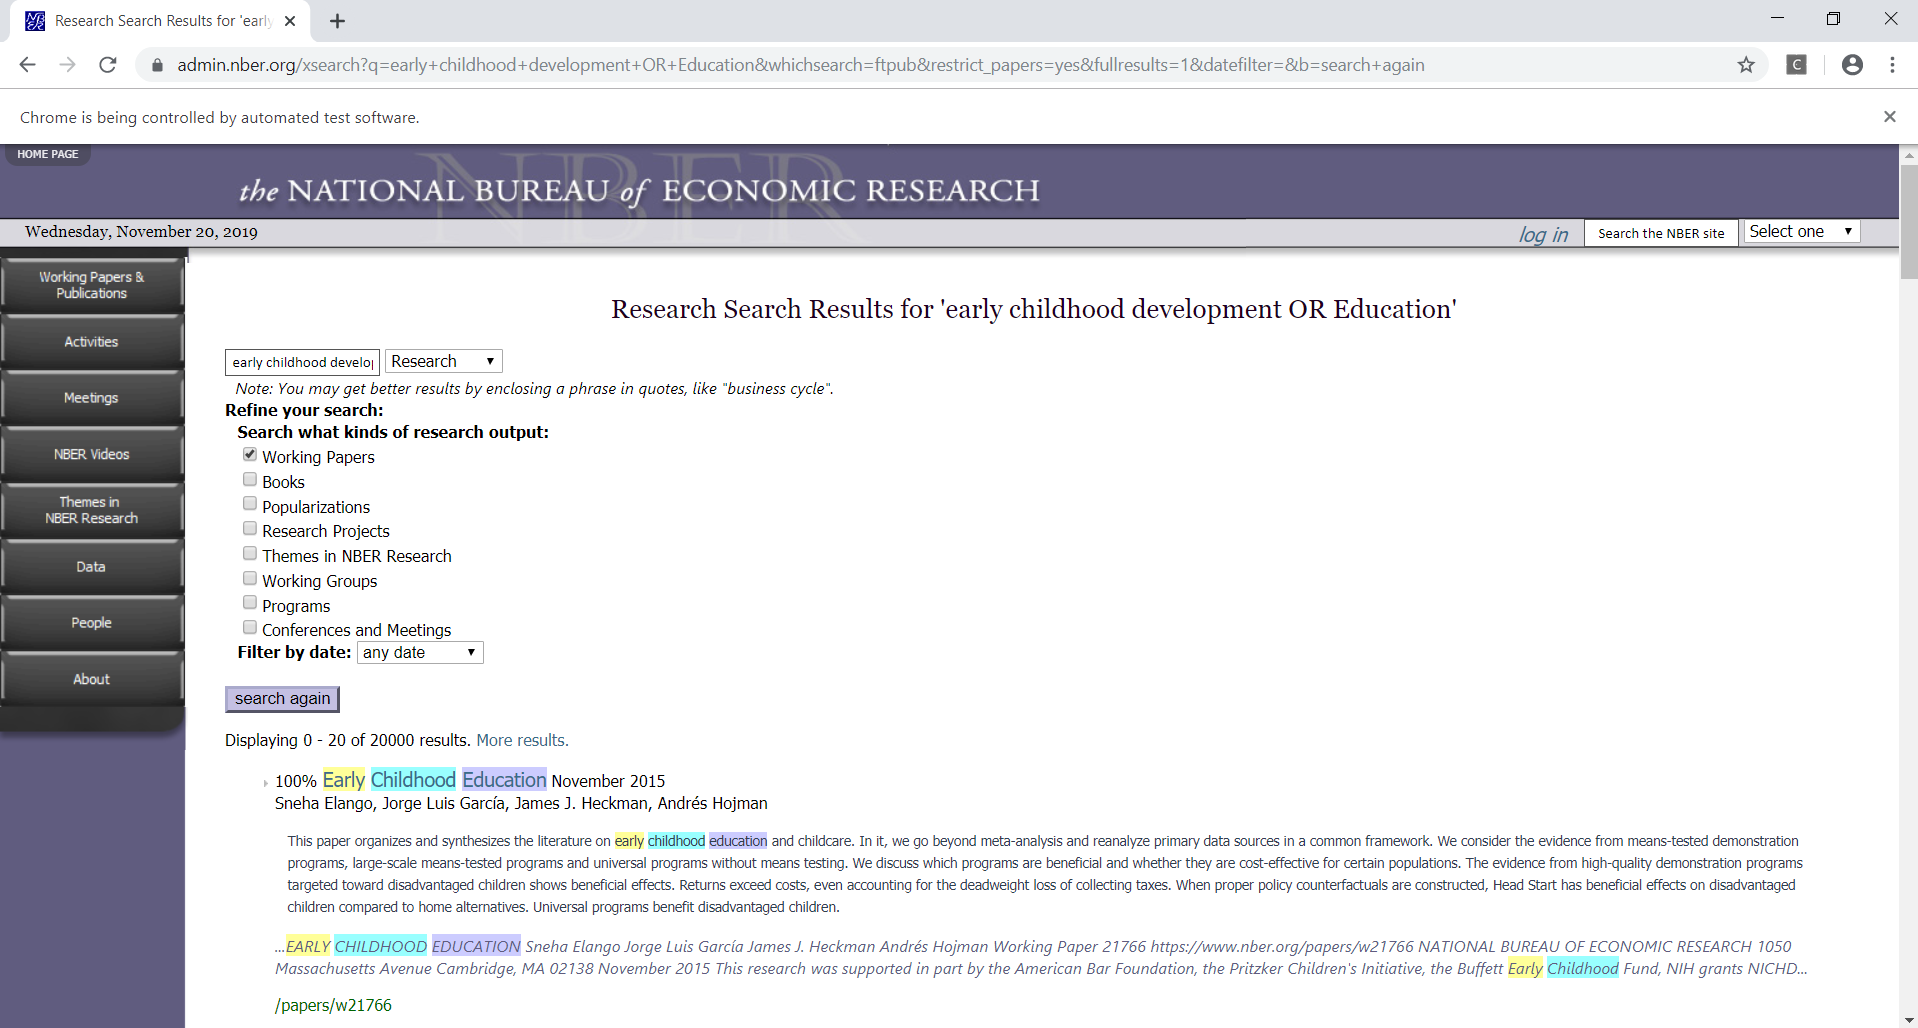 Research Search Results for 'early
admin.nber.org/xsearch?q=early+childhood+development+OR+Education&whichsearch=ftpub&restrict_papers=yes&fullresults=1&datefilter=&b=search+again
C
Chrome is being controlled by automated test software.
HOME PAGE
NBER
the NATIONAL BUREAU of ECONOMIC RESEARCH
Wednesday, November 20, 2019
log in
Search the NBER site
Select one
Working Papers &
Publications
Activities
Meetings
NBER Videos
Themes in
NBER Research
Data
People
About
Research Search Results for 'early childhood development OR Education'
early childhood develop
Research
Note: You may get better results by enclosing a phrase in quotes, like "business cycle".
Refine your search:
Search what kinds of research output:
Working Papers
Books
Popularizations
Research Projects
Themes in NBER Research
Working Groups
Programs
Conferences and Meetings
Filter by date: any date
search again
Displaying 0 - 20 of 20000 results. More results.
100% Early Childhood Education November 2015
Sneha Elango, Jorge Luis García, James J. Heckman, Andrés Hojman
This paper organizes and synthesizes the literature on early childhood education and childcare. In it, we go beyond meta-analysis and reanalyze primary data sources in a common framework. We consider the evidence from means-tested demonstration
programs, large-scale means-tested programs and universal programs without means testing. We discuss which programs are beneficial and whether they are cost-effective for certain populations. The evidence from high-quality demonstration programs
targeted toward disadvantaged children shows beneficial effects. Returns exceed costs, even accounting for the deadweight loss of collecting taxes. When proper policy counterfactuals are constructed, Head Start has beneficial effects on disadvantaged
children compared to home alternatives. Universal programs benefit disadvantaged children.
...EARLY CHILDHOOD EDUCATION Sneha Elango Jorge Luis García James J. Heckman Andrés Hojman Working Paper 21766 https://www.nber.org/papers/w21766 NATIONAL BUREAU OF ECONOMIC RESEARCH 1050
Massachusetts Avenue Cambridge, MA 02138 November 2015 This research was supported in part by the American Bar Foundation, the Pritzker Children's Initiative, the Buffett Early Childhood Fund, NIH grants NICHD...
/papers/w21766